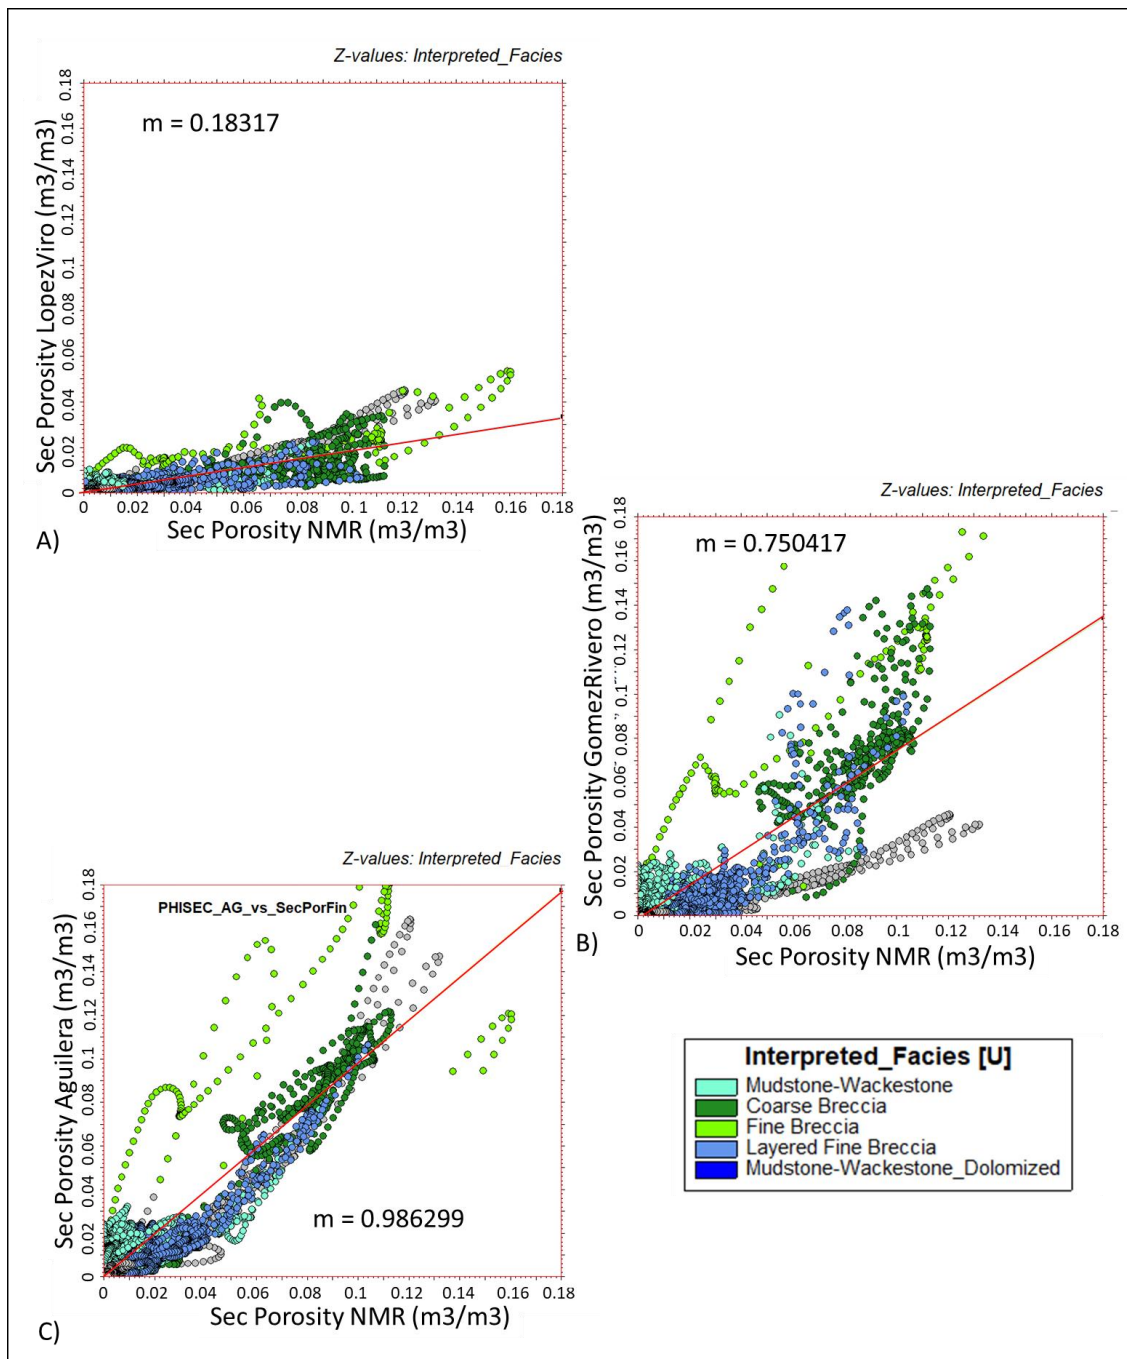 Z-values: Interpreted_Facies
m = 0.18317
Sec Porosity LopezViro (m3/m3)
0 0.02 0.04 0.06 0.08 0.1 0.12 0.14 0.16 0.18
0 0.02 0.04 0.06 0.08 0.1 0.12 0.14 0.16 0.18
Sec Porosity NMR (m3/m3)
A)
Z-values: Interpreted_Facies
m = 0.750417
Sec Porosity GomezRivero (m3/m3)
0 0.02 0.04 0.06 0.08 0.1 0.12 0.14 0.16 0.18
0 0.02 0.04 0.06 0.08 0.1 0.12 0.14 0.16 0.18
Sec Porosity NMR (m3/m3)
B)
Z-values: Interpreted_Facies
PHISEC_AG_vs_SecPorFin
m = 0.986299
Sec Porosity Aguilera (m3/m3)
0 0.02 0.04 0.06 0.08 0.1 0.12 0.14 0.16 0.18
0 0.02 0.04 0.06 0.08 0.1 0.12 0.14 0.16 0.18
Sec Porosity NMR (m3/m3)
C)
Interpreted_Facies [U]
Mudstone-Wackestone
Coarse Breccia
Fine Breccia
Layered Fine Breccia
Mudstone-Wackestone_Dolomized